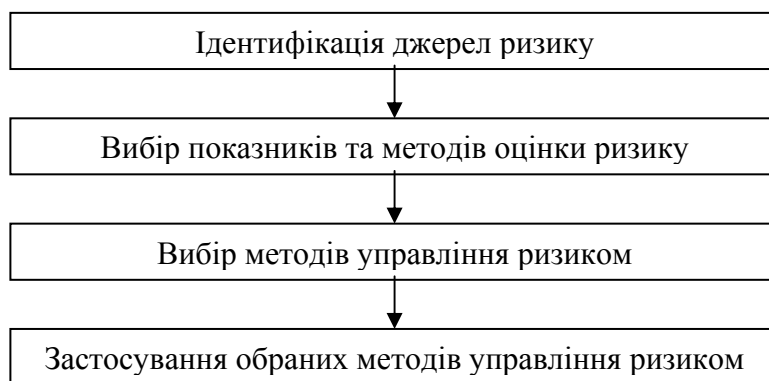 Ідентифікація джерел ризику
Вибір показників та методів оцінки ризику
Вибір методів управління ризиком
Застосування обраних методів управління ризиком